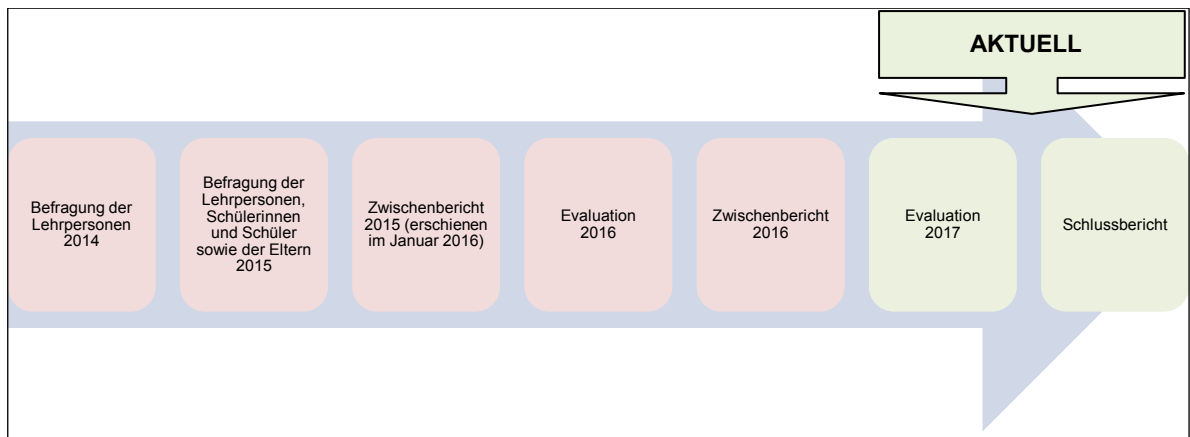 AKTUELL
Befragung der
Lehrpersonen
2014
Befragung der
Lehrpersonen,
Schülerinnen
und Schüler
sowie der Eltern
2015
Zwischenbericht
2015 (erschienen
im Januar 2016)
Evaluation
2016
Zwischenbericht
2016
Evaluation
2017
Schlussbericht